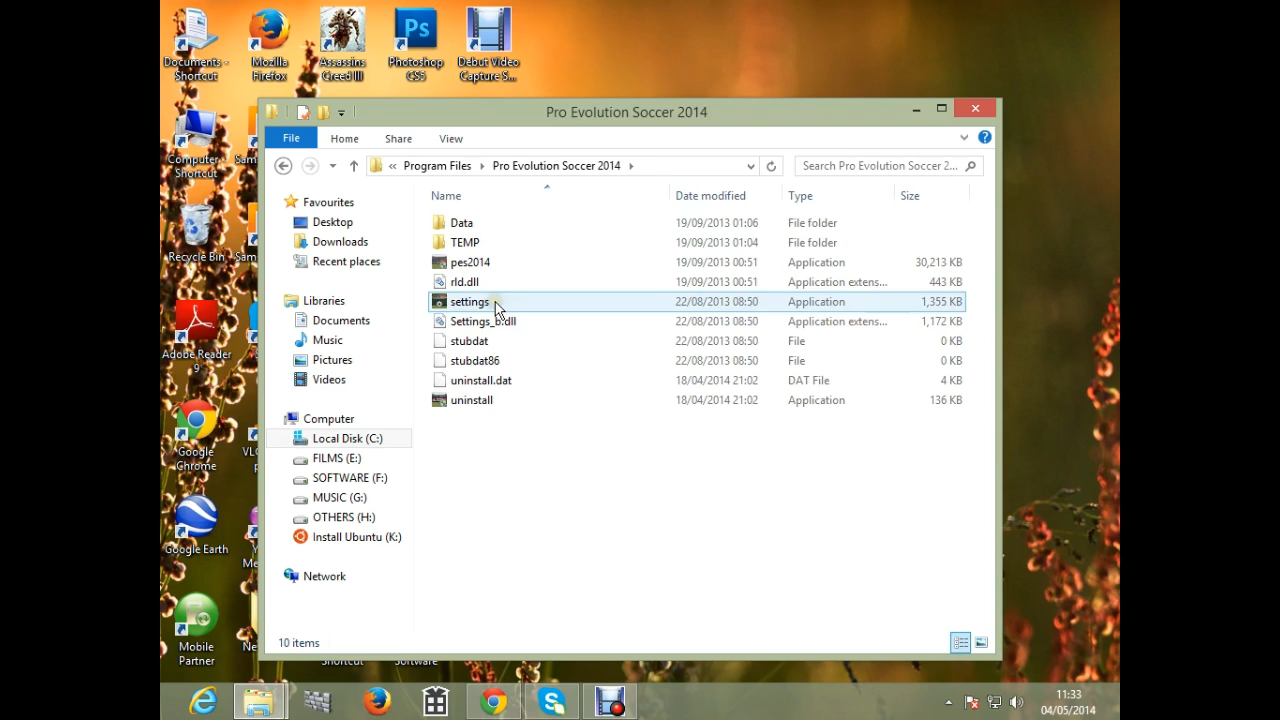 Documents -
Shortcut
Mozilla
Firefox
Assassins
Creed III
Ps
Photoshop
CS5
Debut Video
Capture S...
Pro Evolution Soccer 2014
File
Home
Share
View
Program Files
Pro Evolution Soccer 2014
Search Pro Evolution Soccer 2...
Computer -
Shortcut
Sam
Recycle Bin
Sam
Adobe Reader
9
Google
Chrome
VLC
p
Google Earth
Me
Mobile
Partner
Ne
Favourites
Desktop
Downloads
Recent places
Libraries
Documents
Music
Pictures
Videos
Computer
Local Disk (C:)
FILMS (E:)
SOFTWARE (F:)
MUSIC (G:)
OTHERS (H:)
Install Ubuntu (K:)
Network
Name Date modified Type Size
Data 19/09/2013 01:06 File folder
TEMP 19/09/2013 01:04 File folder
pes2014 19/09/2013 00:51 Application 30,213 KB
rld.dll 19/09/2013 00:51 Application extens... 443 KB
settings 22/08/2013 08:50 Application 1,355 KB
Settings_b.dll 22/08/2013 08:50 Application extens... 1,172 KB
stubdat 22/08/2013 08:50 File 0 KB
stubdat86 22/08/2013 08:50 File 0 KB
uninstall.dat 18/04/2014 21:02 DAT File 4 KB
uninstall 18/04/2014 21:02 Application 136 KB
10 items
Shortcut
Software
11:33
04/05/2014